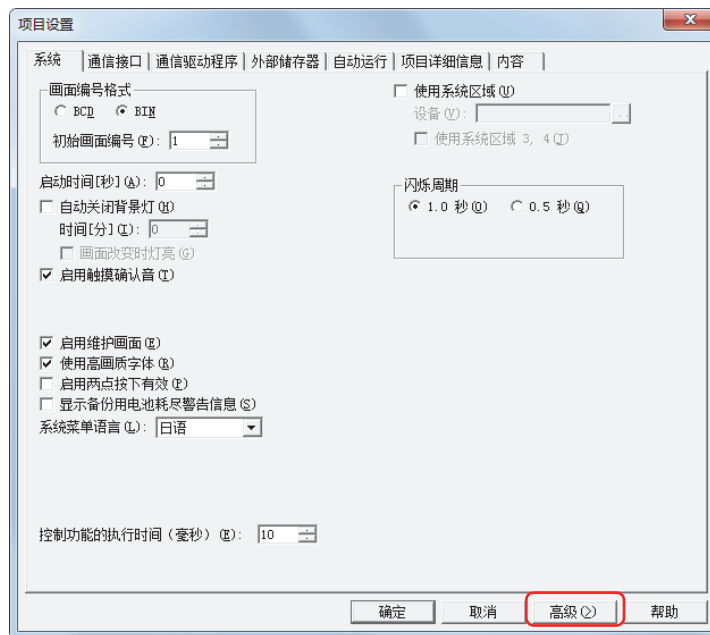 项目设置
系统 通信接口 通信驱动程序 外部储存器 自动运行 项目详细信息 内容
画面编号格式
BCD BIN
初始画面编号(F): 1
启动时间[秒](A): 0
自动关闭背景灯(H)
时间[分](I): 0
画面改变时灯亮(G)
启用触摸确认音(T)
启用维护画面(E)
使用高画质字体(R)
启用两点按下有效(P)
显示备份用电池耗尽警告信息(S)
系统菜单语言(L): 日语
控制功能的执行时间(毫秒)(E): 10
使用系统区域(U)
设备(V): ..
使用系统区域 3, 4(J)
闪烁周期
1.0 秒(O) 0.5 秒(Q)
确定 取消 高级(>) 帮助